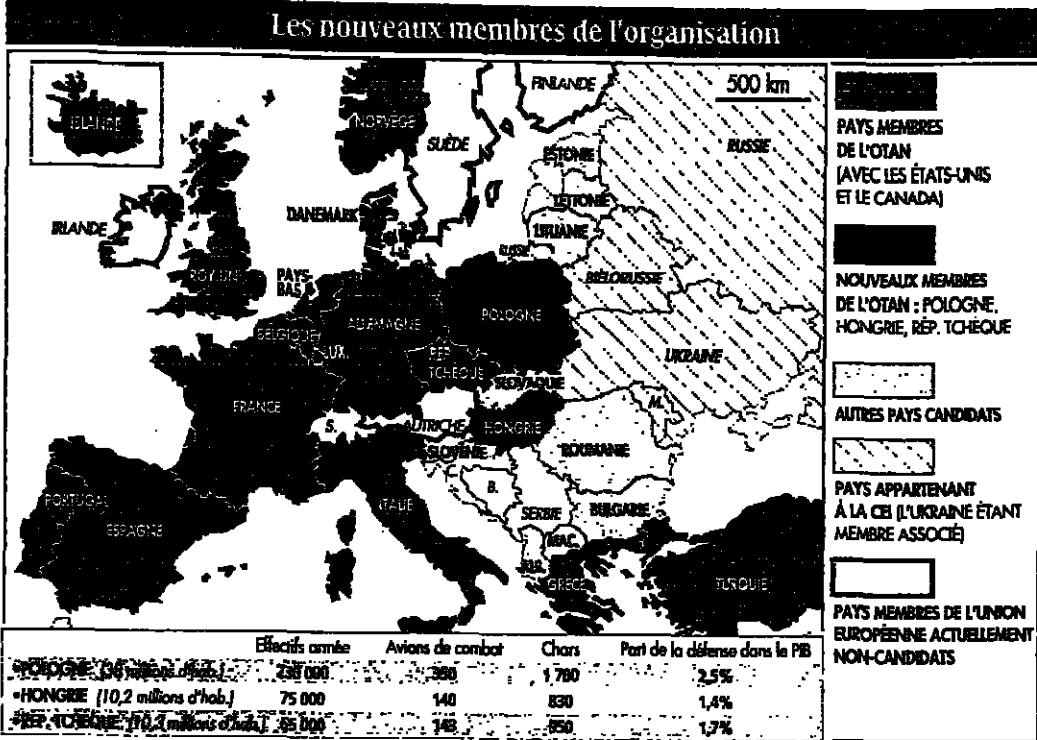 Les nouveaux membres de l'organisation
ISLANDE
NORVÈGE
FINLANDE
500 km
SUÈDE
RUSSIE
ESTONIE
LETTONIE
DANEMARK
LITUANIE
IRLANDE
RUSSIE
BIÉLORUSSIE
PAYS-
BAS
POLOGNE
ALLEMAGNE
BELGIQUE
LUX.
RÉP.
TCHÈQUE
UKRAINE
SLOVAQUIE
FRANCE
M.
S.
AUTRICHE
HONGRIE
SLOVÉNIE
ROUMANIE
C.
B.
PORTUGAL
ITALIE
SERBIE
BULGARIE
ESPAGNE
MAC.
GRÈCE
TURQUIE
PAYS MEMBRES
DE L'OTAN
(AVEC LES ÉTATS-UNIS
ET LE CANADA)
NOUVEAUX MEMBRES
DE L'OTAN : POLOGNE,
HONGRIE, RÉP. TCHÈQUE
AUTRES PAYS CANDIDATS
PAYS APPARTENANT
À LA CEI (L'UKRAINE ÉTANT
MEMBRE ASSOCIÉ)
PAYS MEMBRES DE L'UNION
EUROPÉENNE ACTUELLEMENT
NON-CANDIDATS
Effectifs armée Avions de combat Chars Part de la défense dans le PIB
•POLOGNE millions d'hab.) 1 780 2,5%
•HONGRIE (10,2 millions d'hab.) 75 000 140 830 1,4%
•RÉP. TCHÈQUE (10,3 millions d'hab.) 65 000 950 1,7%